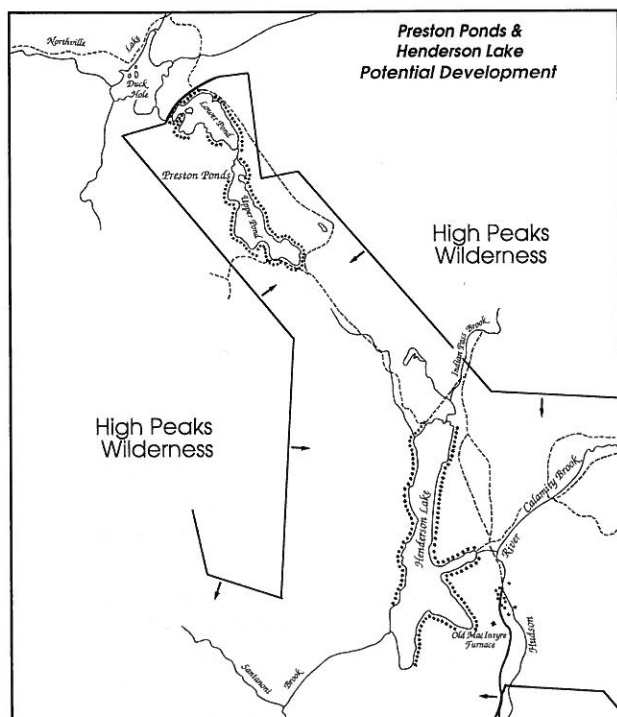 Preston Ponds &
Henderson Lake
Potential Development
Northville
Lake
Duck
Hole
Lower Pond
Preston Ponds
Upper Pond
High Peaks
Wilderness
Indian Pass Brook
High Peaks
Wilderness
Calamity Brook
Henderson Lake
River
Old MacIntyre
Furnace
Hudson
Santanoni
Brook